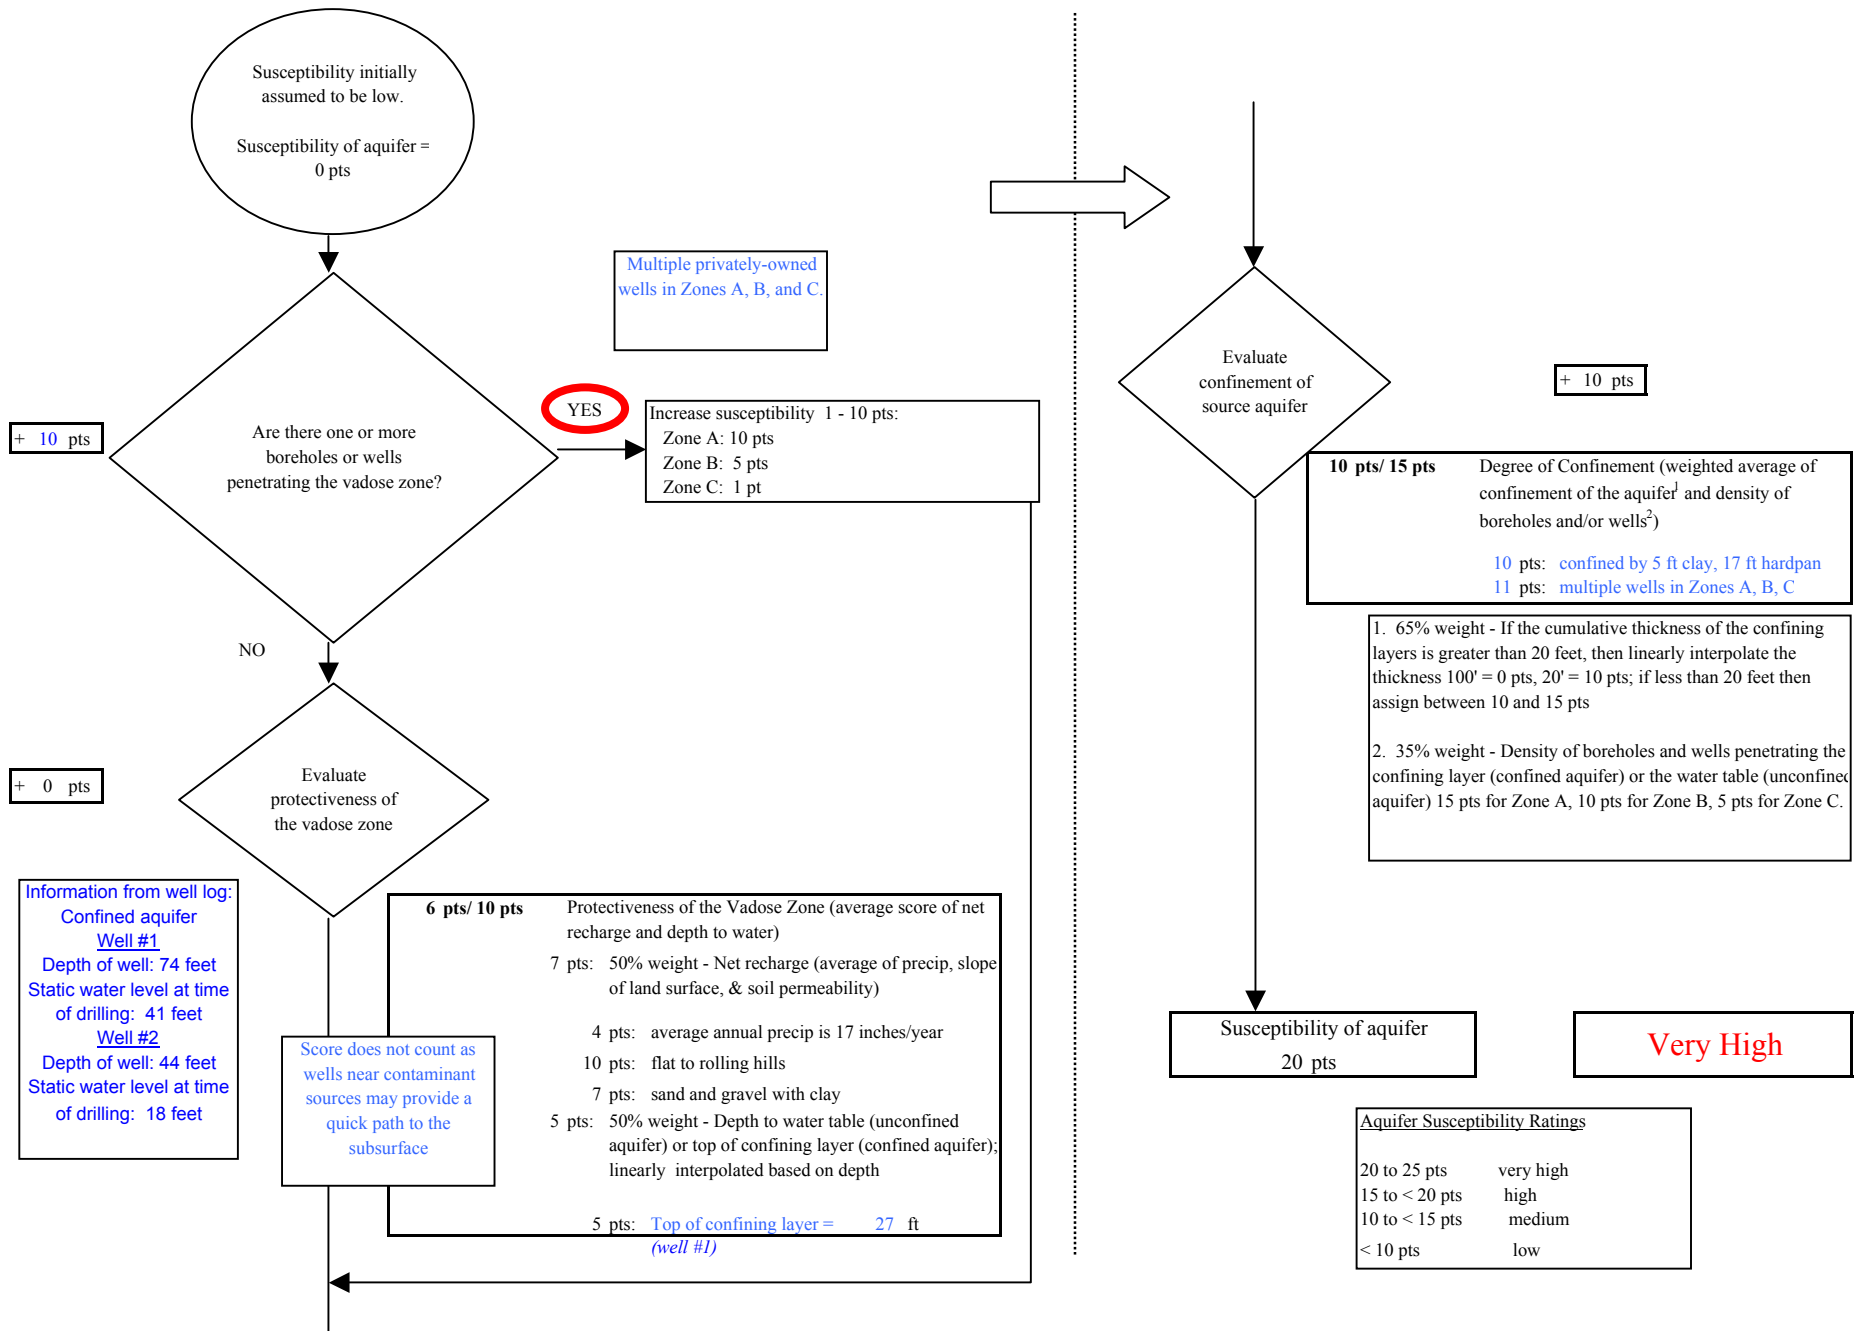 Susceptibility initially
assumed to be low.
Susceptibility of aquifer =
0 pts
Multiple privately-owned
wells in Zones A, B, and C.
+ 10 pts
Are there one or more
boreholes or wells
penetrating the vadose zone?
YES
Increase susceptibility 1 - 10 pts:
Zone A: 10 pts
Zone B: 5 pts
Zone C: 1 pt
NO
+ 0 pts
Evaluate
protectiveness of
the vadose zone
Information from well log:
Confined aquifer
Well #1
Depth of well: 74 feet
Static water level at time
of drilling: 41 feet
Well #2
Depth of well: 44 feet
Static water level at time
of drilling: 18 feet
Score does not count as
wells near contaminant
sources may provide a
quick path to the
subsurface
6 pts/ 10 pts Protectiveness of the Vadose Zone (average score of net
recharge and depth to water)
7 pts: 50% weight - Net recharge (average of precip, slope
of land surface, & soil permeability)
4 pts: average annual precip is 17 inches/year
10 pts: flat to rolling hills
7 pts: sand and gravel with clay
5 pts: 50% weight - Depth to water table (unconfined
aquifer) or top of confining layer (confined aquifer);
linearly interpolated based on depth
5 pts: Top of confining layer = 27 ft
(well #1)
Evaluate
confinement of
source aquifer
+ 10 pts
10 pts/ 15 pts Degree of Confinement (weighted average of
confinement of the aquifer1 and density of
boreholes and/or wells2)
10 pts: confined by 5 ft clay, 17 ft hardpan
11 pts: multiple wells in Zones A, B, C
1. 65% weight - If the cumulative thickness of the confining
layers is greater than 20 feet, then linearly interpolate the
thickness 100' = 0 pts, 20' = 10 pts; if less than 20 feet then
assign between 10 and 15 pts
2. 35% weight - Density of boreholes and wells penetrating the
confining layer (confined aquifer) or the water table (unconfined
aquifer) 15 pts for Zone A, 10 pts for Zone B, 5 pts for Zone C.
Susceptibility of aquifer
20 pts
Very High
Aquifer Susceptibility Ratings
20 to 25 pts very high
15 to < 20 pts high
10 to < 15 pts medium
< 10 pts low